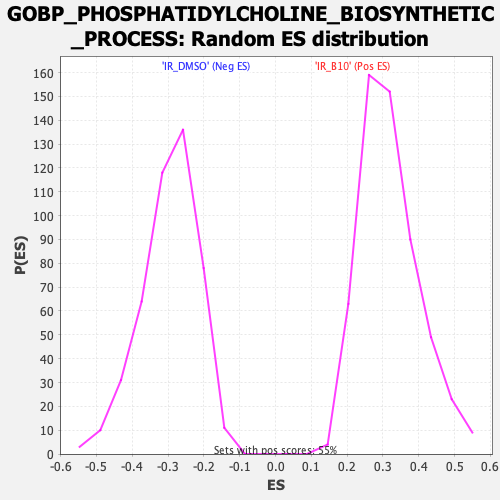 GOBP_PHOSPHATIDYLCHOLINE_BIOSYNTHETIC
_PROCESS: Random ES distribution
'IR_DMSO' (Neg ES) 'IR_B10' (Pos ES)
160
150
140
130
120
110
100
90
80
70
60
50
40
30
20
10
0
P(ES)
Sets with pos scores: 55%
-0.6 -0.5 -0.4 -0.3 -0.2 -0.1 -0.0 0.1 0.2 0.3 0.4 0.5 0.6
ES